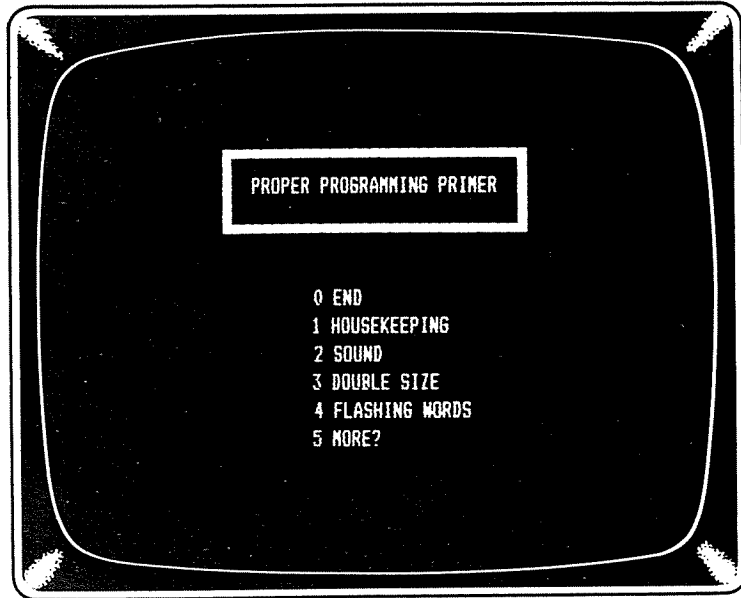 PROPER PROGRAMMING PRIMER
0 END
1 HOUSEKEEPING
2 SOUND
3 DOUBLE SIZE
4 FLASHING WORDS
5 MORE?